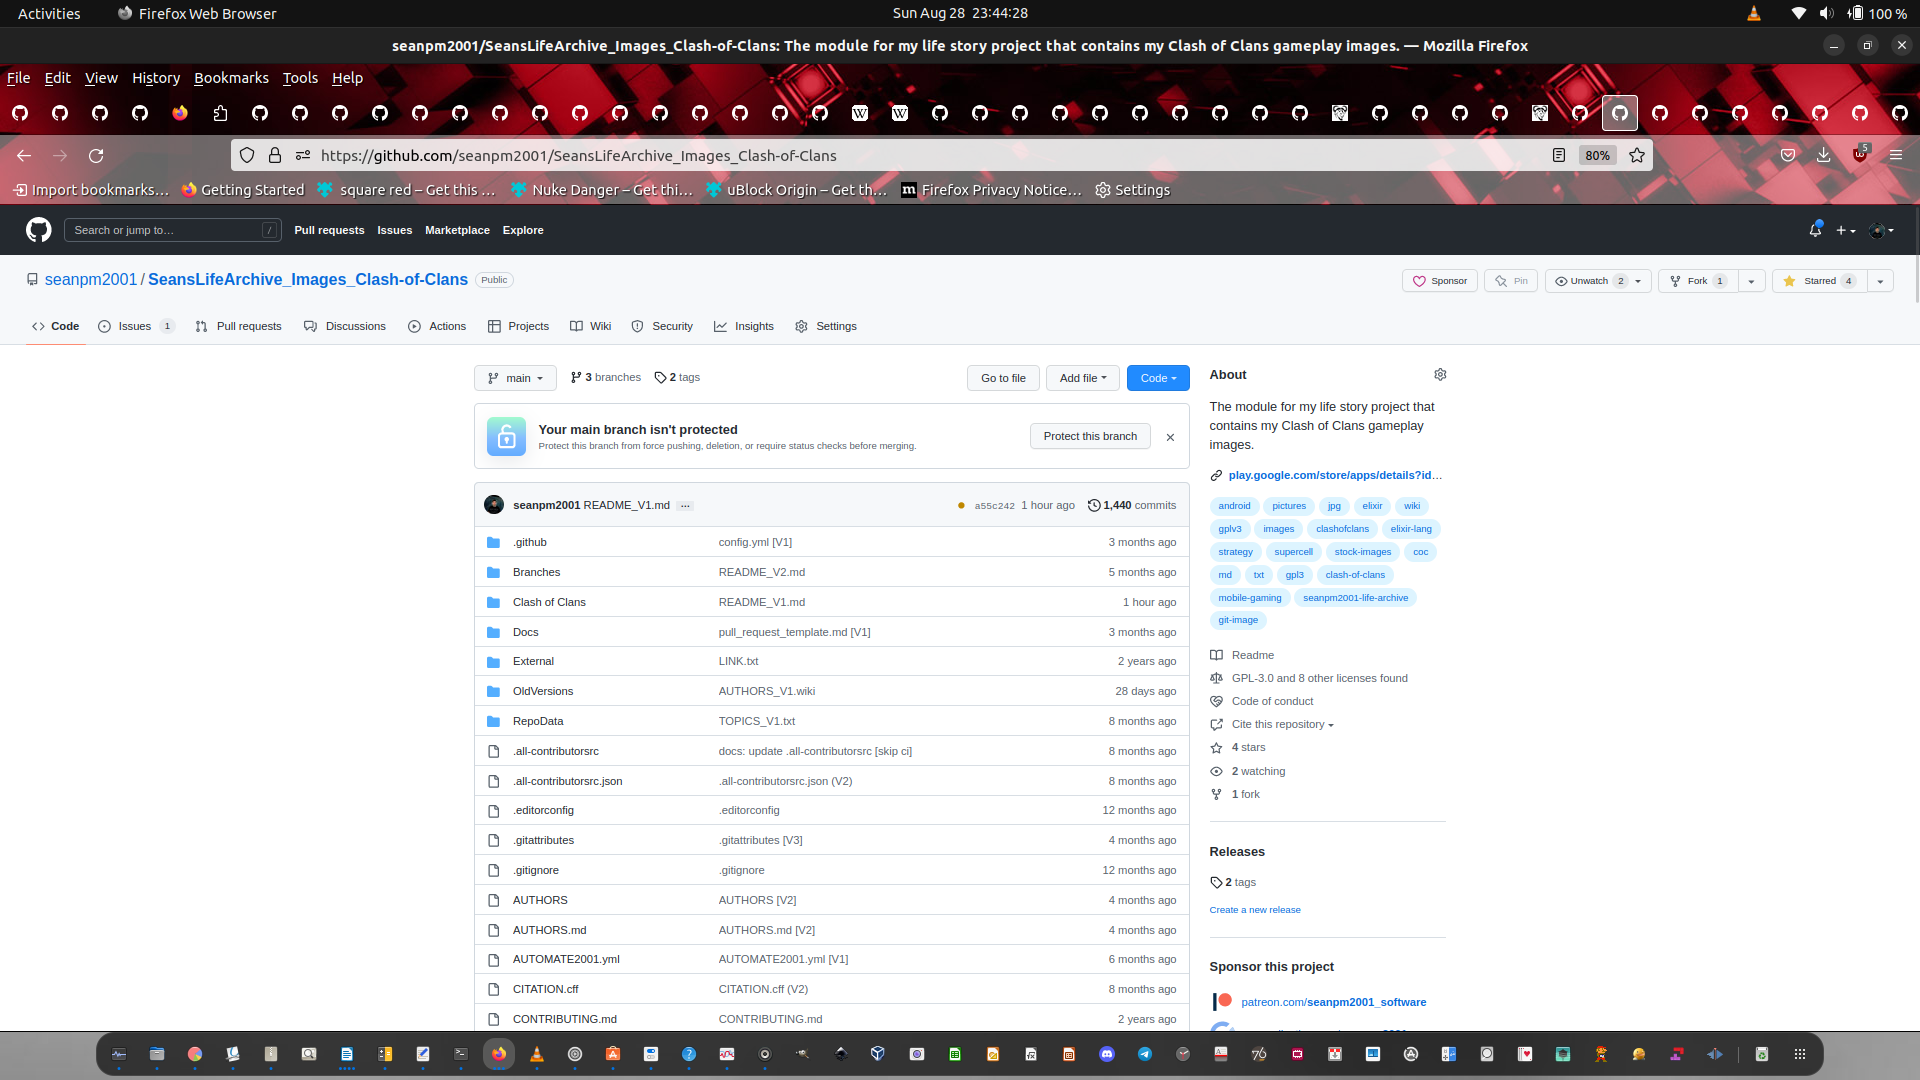 Activities Firefox Web Browser Sun Aug 28 23:44:28 100 %
seanpm2001/SeansLifeArchive_Images_Clash-of-Clans: The module for my life story project that contains my Clash of Clans gameplay images. — Mozilla Firefox
File Edit View History Bookmarks Tools Help
https://github.com/seanpm2001/SeansLifeArchive_Images_Clash-of-Clans 80% 5
Import bookmarks… Getting Started square red – Get this … Nuke Danger – Get thi… uBlock Origin – Get th… Firefox Privacy Notice… Settings
Search or jump to… / Pull requests Issues Marketplace Explore
seanpm2001 / SeansLifeArchive_Images_Clash-of-Clans Public Sponsor Pin Unwatch 2 Fork 1 Starred 4
Code Issues 1 Pull requests Discussions Actions Projects Wiki Security Insights Settings
main 3 branches 2 tags Go to file Add file Code
Your main branch isn't protected
Protect this branch from force pushing, deletion, or require status checks before merging.
Protect this branch
seanpm2001 README_V1.md … a55c242 1 hour ago 1,440 commits
.github config.yml [V1] 3 months ago
Branches README_V2.md 5 months ago
Clash of Clans README_V1.md 1 hour ago
Docs pull_request_template.md [V1] 3 months ago
External LINK.txt 2 years ago
OldVersions AUTHORS_V1.wiki 28 days ago
RepoData TOPICS_V1.txt 8 months ago
.all-contributorsrc docs: update .all-contributorsrc [skip ci] 8 months ago
.all-contributorsrc.json .all-contributorsrc.json (V2) 8 months ago
.editorconfig .editorconfig 12 months ago
.gitattributes .gitattributes [V3] 4 months ago
.gitignore .gitignore 12 months ago
AUTHORS AUTHORS [V2] 4 months ago
AUTHORS.md AUTHORS.md [V2] 4 months ago
AUTOMATE2001.yml AUTOMATE2001.yml [V1] 6 months ago
CITATION.cff CITATION.cff (V2) 8 months ago
CONTRIBUTING.md CONTRIBUTING.md 2 years ago
About
The module for my life story project that
contains my Clash of Clans gameplay
images.
play.google.com/store/apps/details?id…
android pictures jpg elixir wiki
gplv3 images clashofclans elixir-lang
strategy supercell stock-images coc
md txt gpl3 clash-of-clans
mobile-gaming seanpm2001-life-archive
git-image
Readme
GPL-3.0 and 8 other licenses found
Code of conduct
Cite this repository
4 stars
2 watching
1 fork
Releases
2 tags
Create a new release
Sponsor this project
patreon.com/seanpm2001_software